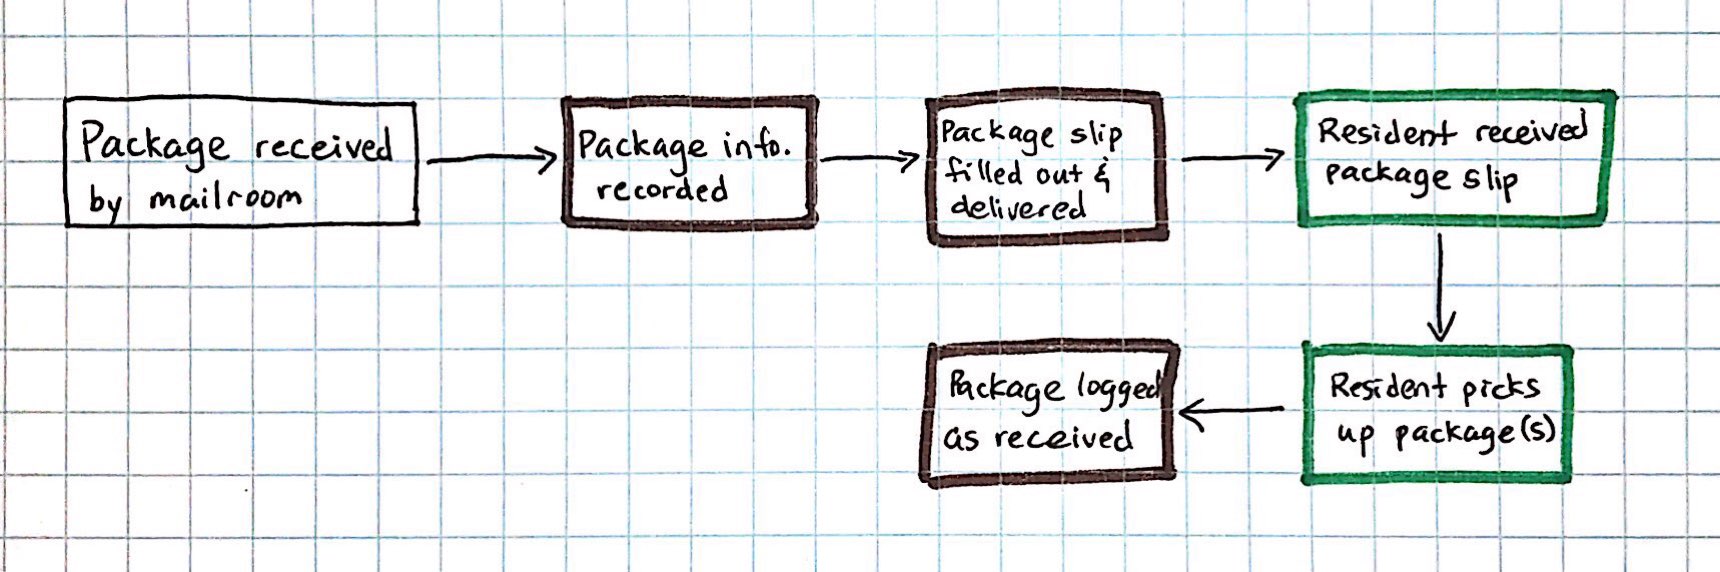 Package received
by mailroom
Package info.
recorded
Package slip
filled out &
delivered
Resident received
package slip
Resident picks
up package(s)
Package logged
as received